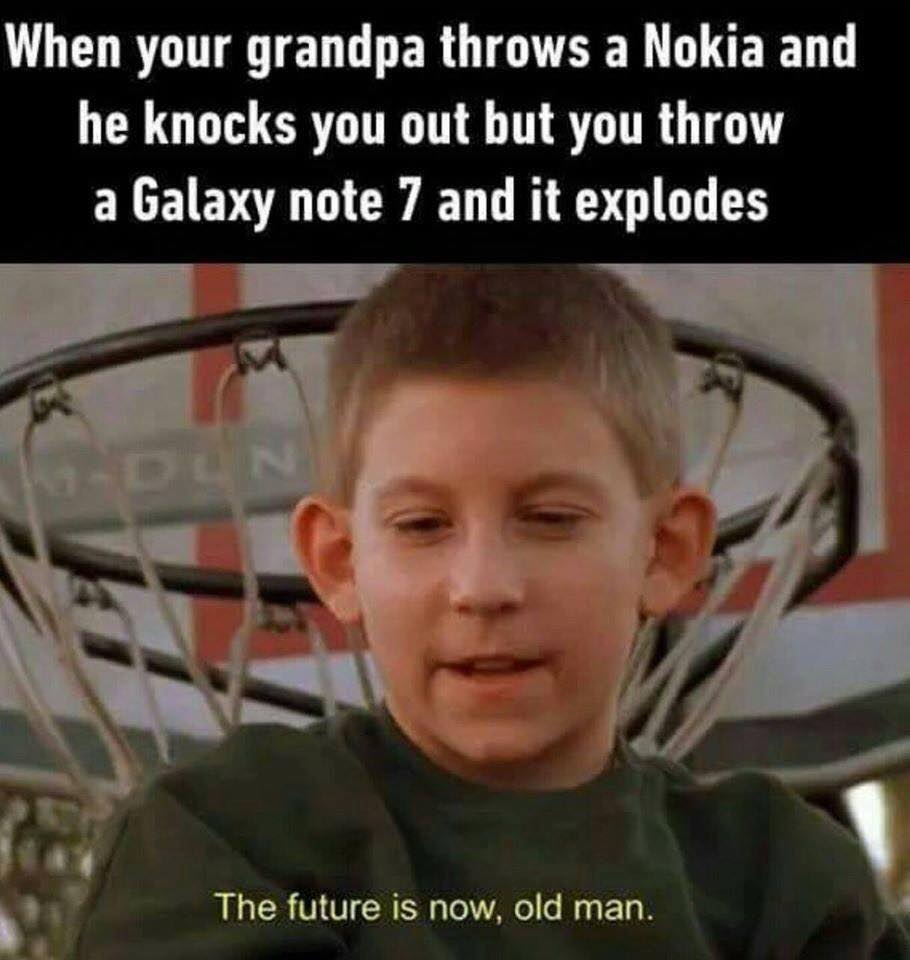 When your grandpa throws a Nokia and
he knocks you out but you throw
a Galaxy note 7 and it explodes
The future is now, old man.